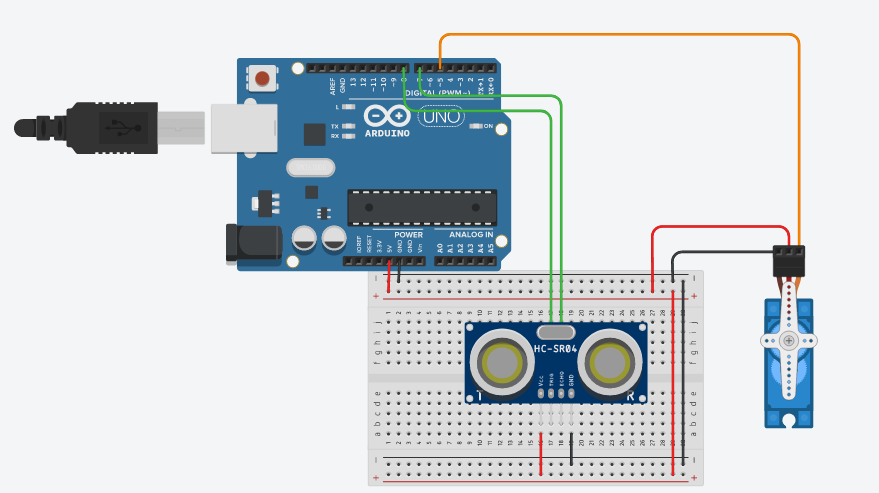 AREF
GND
13
12
~11
~10
~9
8
7
~6
~5
4
~3
2
TX→1
RX←0
DIGITAL (PWM~)
L
TX
RX
ARDUINO
UNO
ON
POWER
ANALOG IN
IOREF
RESET
3.3V
5V
GND
GND
Vin
A0
A1
A2
A3
A4
A5
HC-SR04
Vcc
TRIG
ECHO
GND
T
R